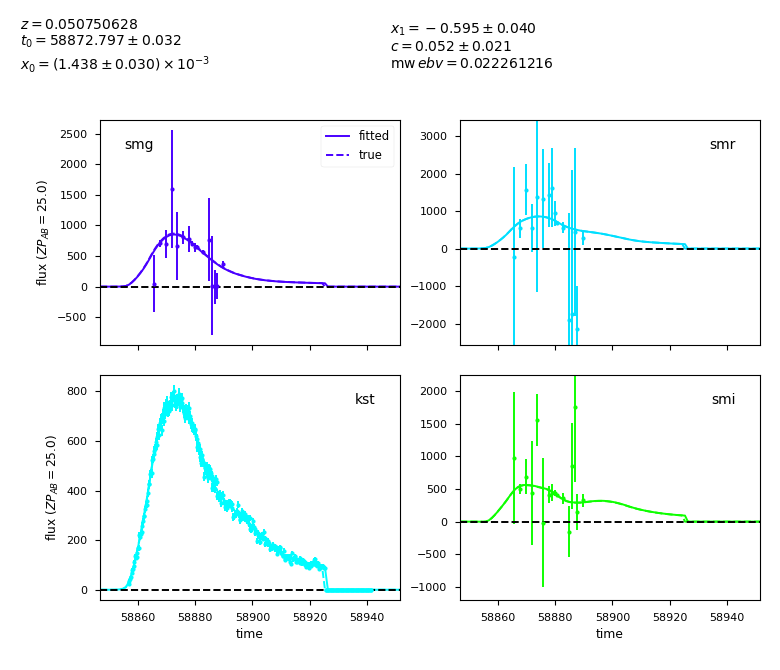 z = 0.050750628
t₀ = 58872.797 ± 0.032
x₀ = (1.438 ± 0.030) × 10⁻³
x₁ = −0.595 ± 0.040
c = 0.052 ± 0.021
mw ebv = 0.022261216
smg
fitted
true
2500
2000
1500
1000
500
0
−500
flux (ZP_AB = 25.0)
smr
3000
2000
1000
0
−1000
−2000
kst
800
600
400
200
0
flux (ZP_AB = 25.0)
58860 58880 58900 58920 58940
time
smi
2000
1500
1000
500
0
−500
−1000
58860 58880 58900 58920 58940
time